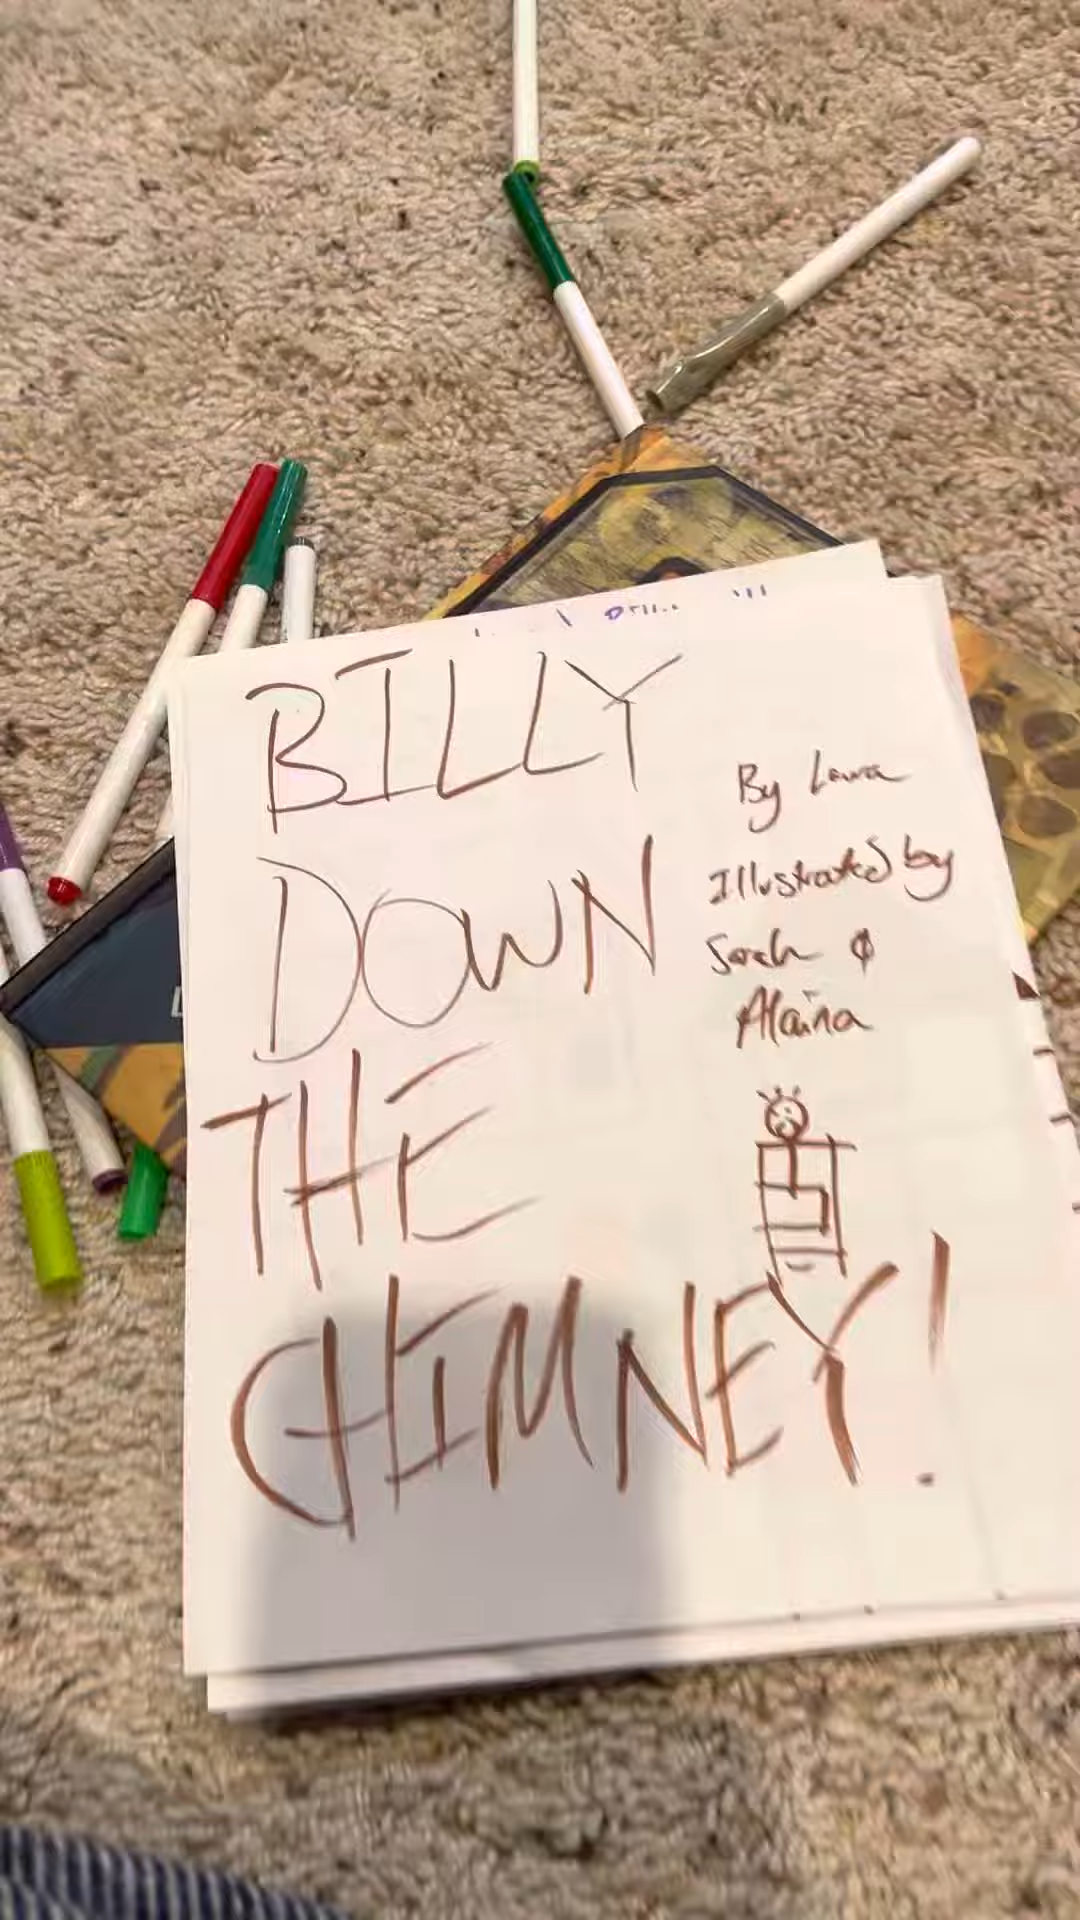 BILLY
DOWN
THE
CHIMNEY!
By Laura
Illustrated by
Sarah &
Alaina